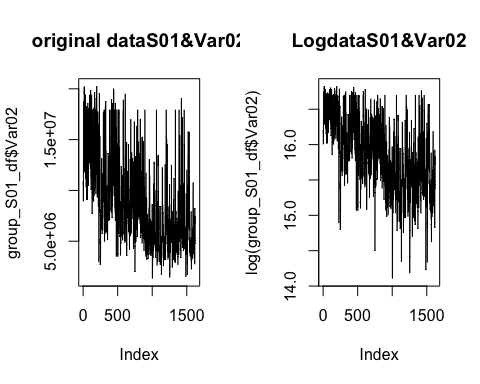 original dataS01&Var02
LogdataS01&Var02
group_S01_df$Var02
5.0e+06
1.5e+07
0
500
1500
Index
log(group_S01_df$Var02)
14.0
15.0
16.0
0
500
1500
Index